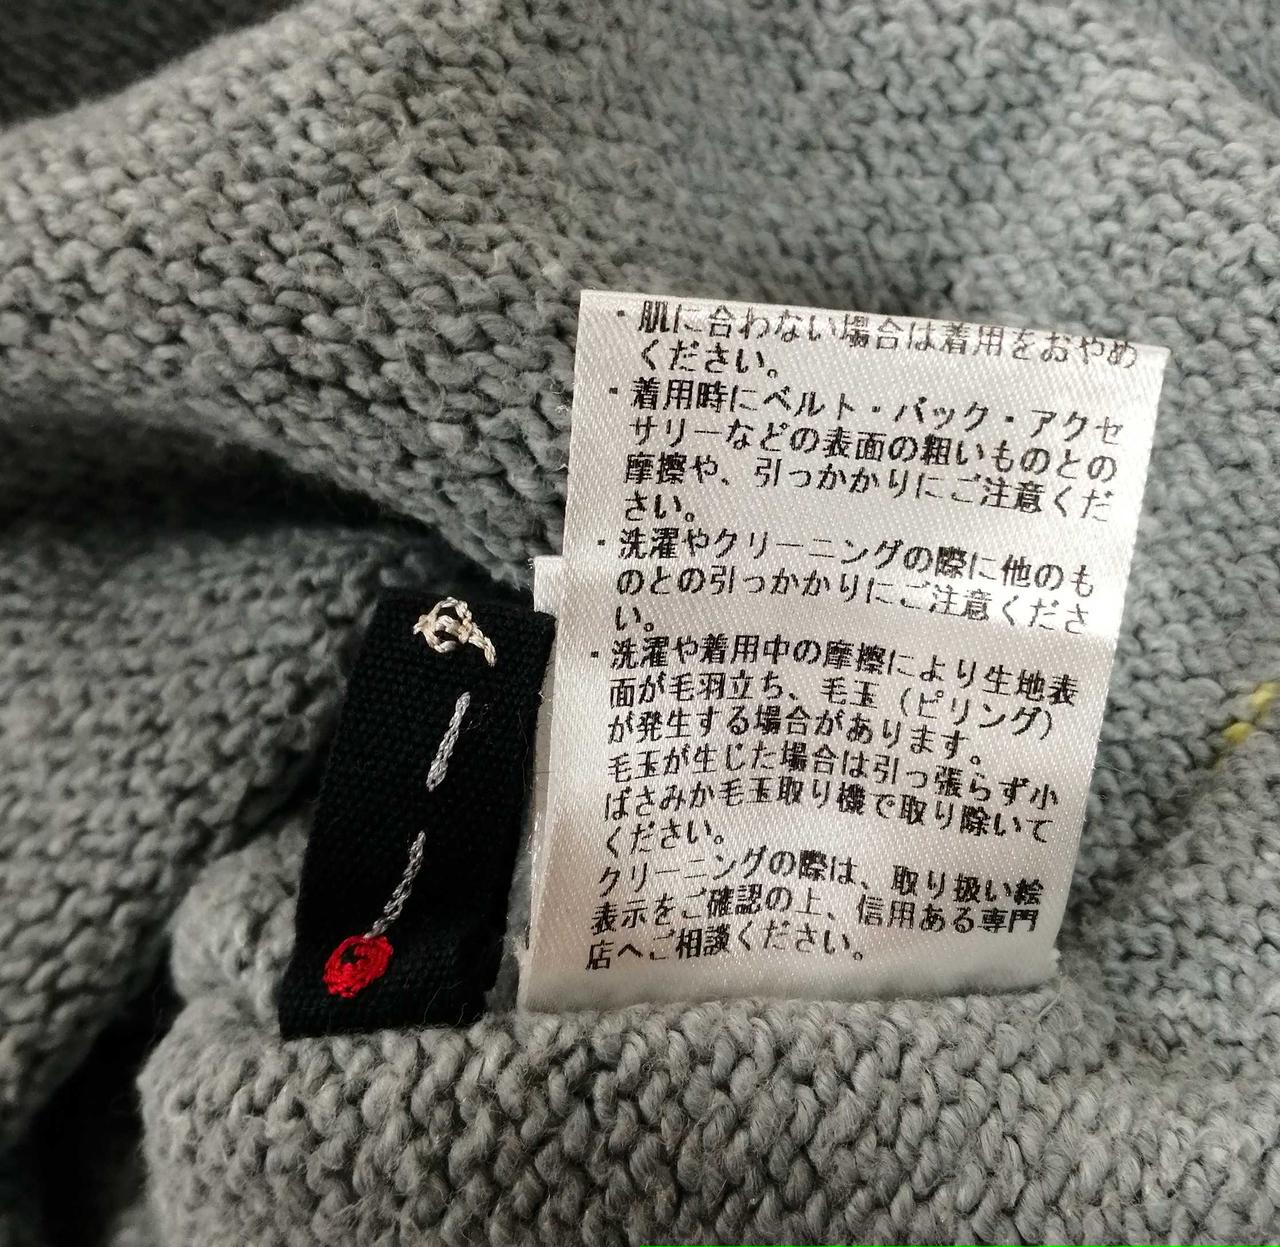 ・肌に合わない場合は着用をおやめ
ください。
・着用時にベルト・バック・アクセ
サリーなどの表面の粗いものとの
摩擦や、引っかかりにご注意くだ
さい。
・洗濯やクリーニングの際に他のも
のとの引っかかりにご注意くださ
い。
・洗濯や着用中の摩擦により生地表
面が毛羽立ち、毛玉（ピリング）
が発生する場合があります。
毛玉が生じた場合は引っ張らず小
ばさみか毛玉取り機で取り除いて
ください。
クリーニングの際は、取り扱い絵
表示をご確認の上、信用ある専門
店へご相談ください。